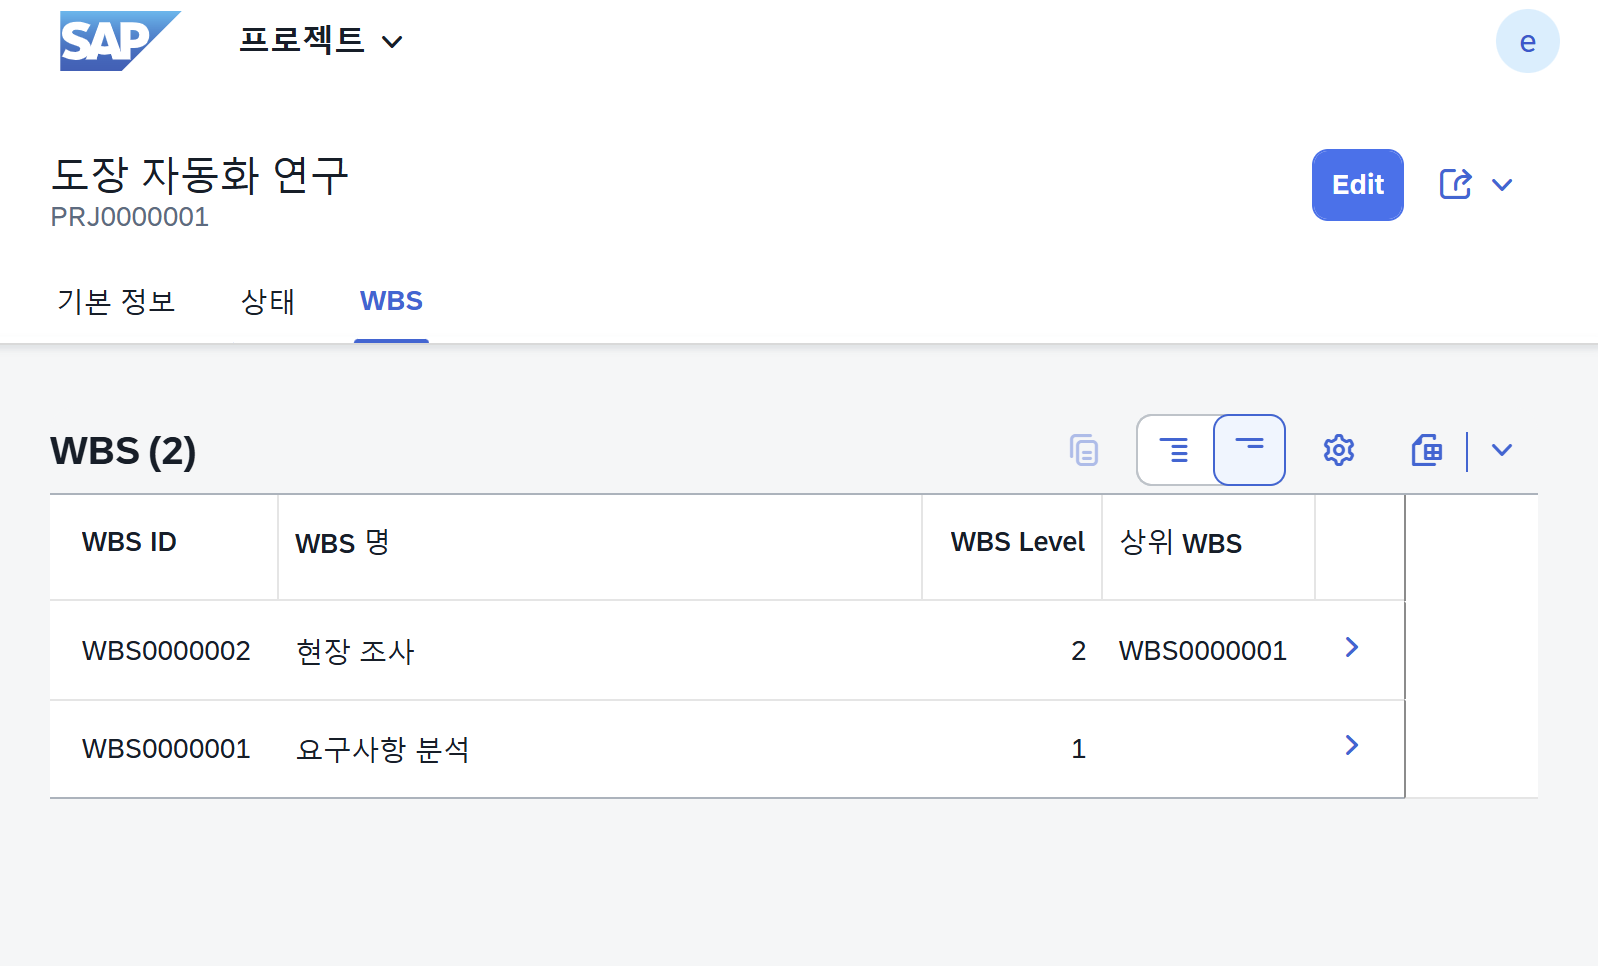 SAP 프로젝트 e
도장 자동화 연구
PRJ0000001
Edit
기본 정보 상태 WBS
WBS (2)
WBS ID WBS 명 WBS Level 상위 WBS
WBS0000002 현장 조사 2 WBS0000001
WBS0000001 요구사항 분석 1